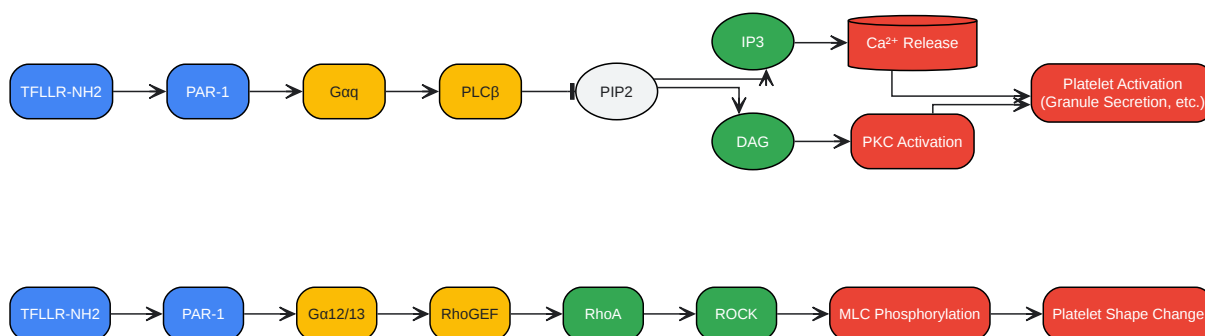 TFLLR-NH2
PAR-1
Gαq
PLCβ
PIP2
IP3
Ca²⁺ Release
DAG
PKC Activation
Platelet Activation
(Granule Secretion, etc.)
TFLLR-NH2
PAR-1
Gα12/13
RhoGEF
RhoA
ROCK
MLC Phosphorylation
Platelet Shape Change